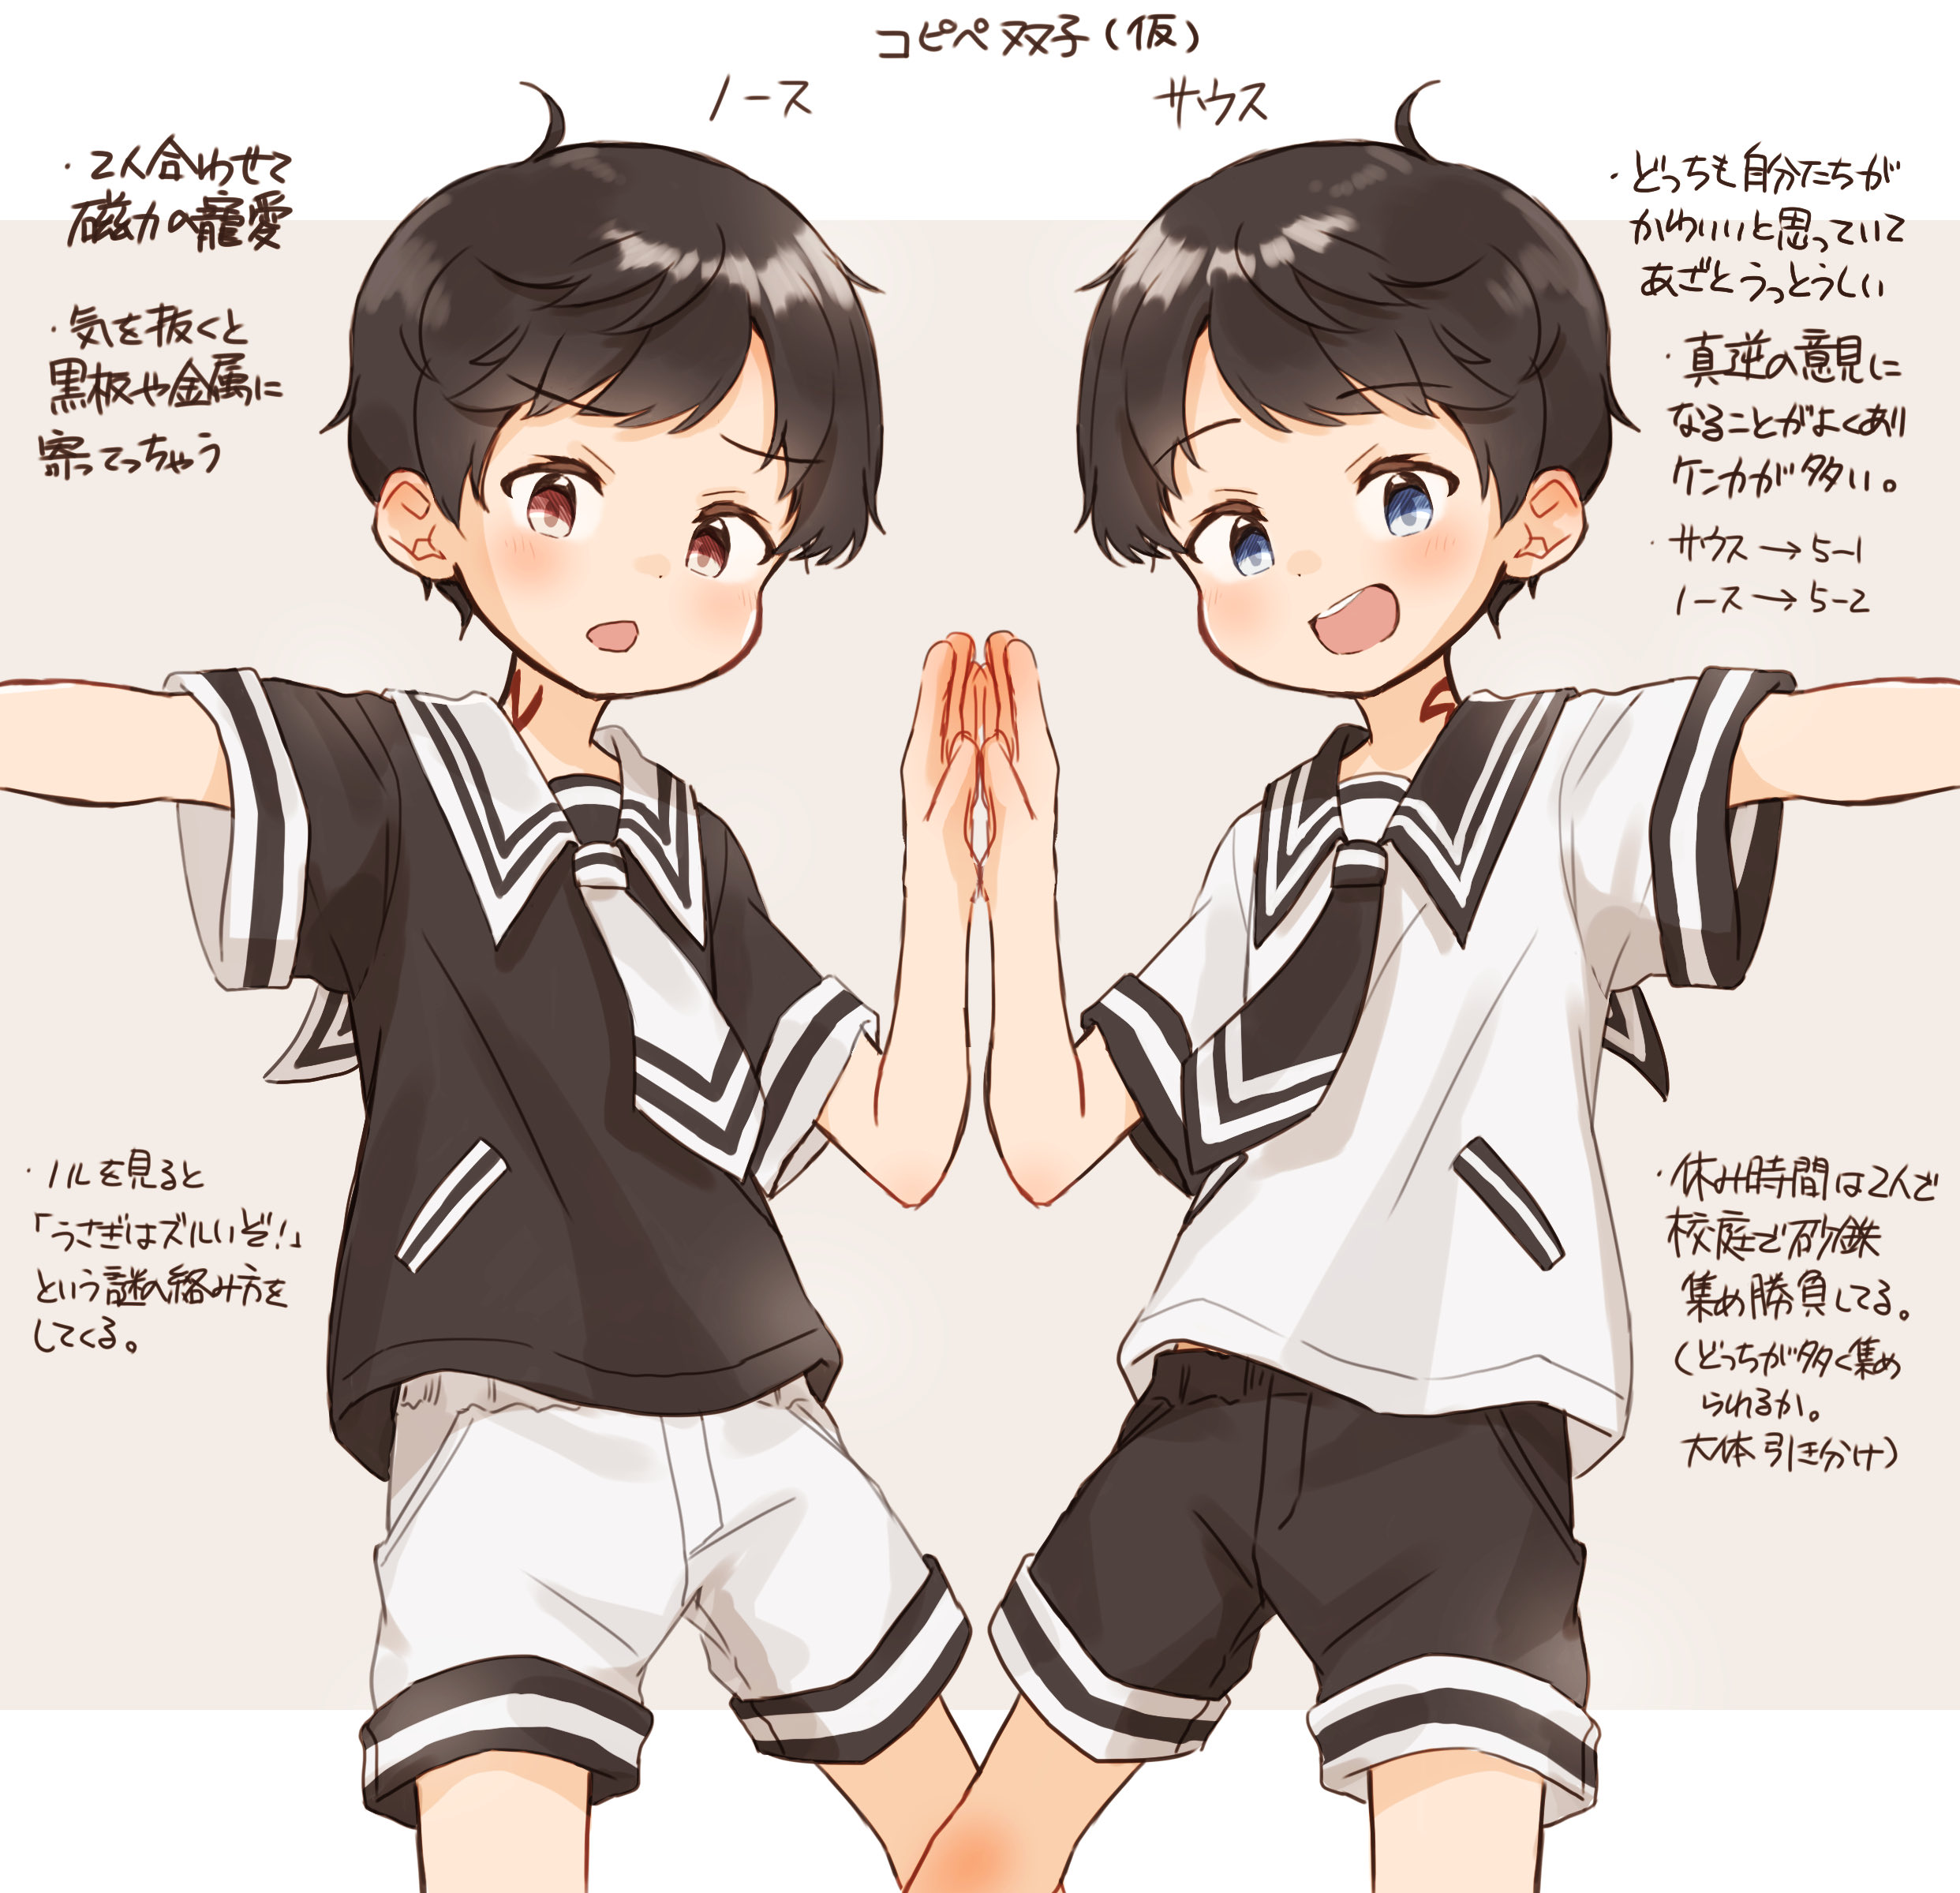 コピペ双子(仮)
ノース
サウス
・2人合わせて
磁力の寵愛
・気を抜くと
黒板や金属に
寄ってっちゃう
・どっちも自分たちが
かわいいと思っていて
あざとうっとうしい
・真逆の意見に
なることがよくあり
ケンカが多い。
・サウス→5-1
ノース→5-2
・ノルを見ると
「うさぎはズルいぞ!」
という謎の絡み方を
してくる。
・休み時間は2人で
校庭で砂鉄
集め勝負してる。
(どっちが多く集め
られるか。
大体引き分け)